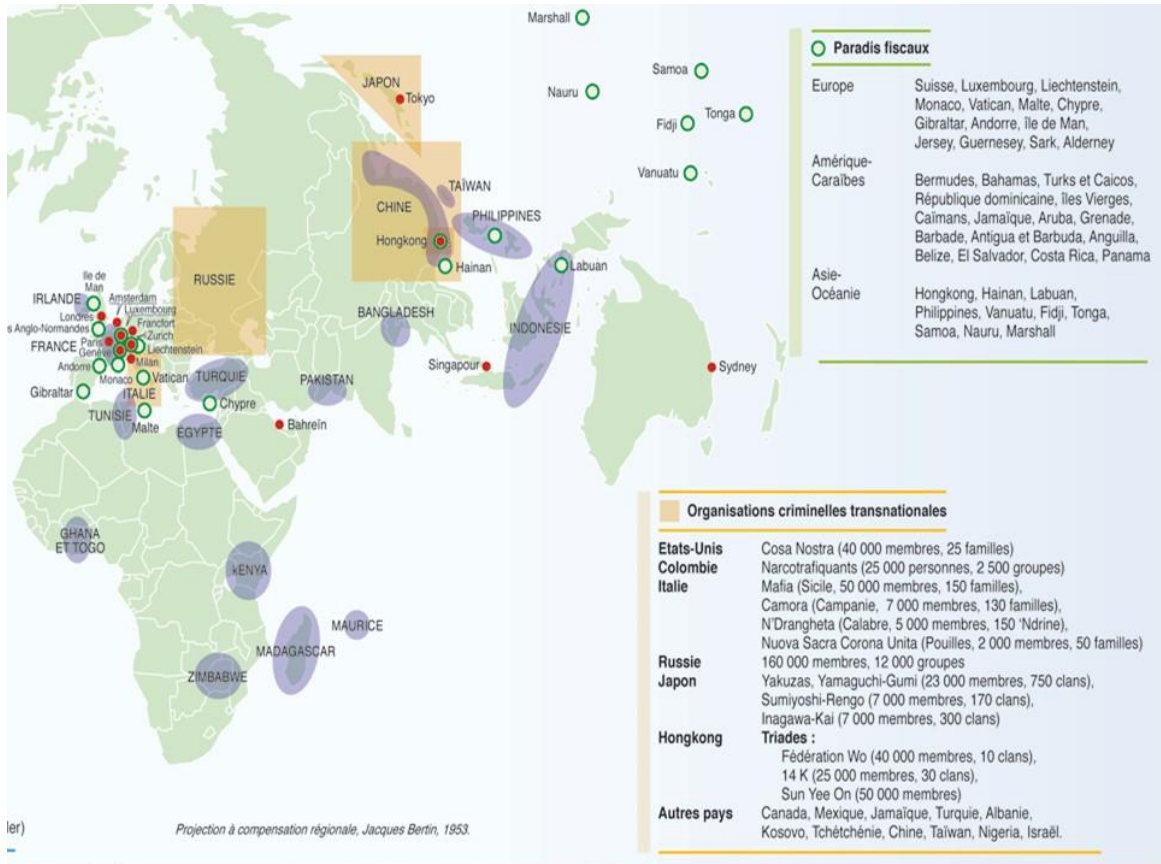 Marshall
Samoa
Nauru
Tonga
Fidji
Vanuatu
JAPON
Tokyo
TAÏWAN
CHINE
PHILIPPINES
Hongkong
Hainan
Labuan
RUSSIE
BANGLADESH
INDONÉSIE
Ile de
Man
IRLANDE
Amsterdam
Luxembourg
Londres
Francfort
s Anglo-Normandes
Zurich
Paris
FRANCE
Genève
Liechtenstein
Milan
Andorre
Monaco
Vatican
TURQUIE
PAKISTAN
Singapour
Sydney
Gibraltar
ITALIE
Chypre
TUNISIE
Malte
EGYPTE
Bahreïn
GHANA
ET TOGO
kENYA
MAURICE
MADAGASCAR
ZIMBABWE
ler)
Projection à compensation régionale, Jacques Bertin, 1953.
Paradis fiscaux
Europe Suisse, Luxembourg, Liechtenstein,
Monaco, Vatican, Malte, Chypre,
Gibraltar, Andorre, île de Man,
Jersey, Guernesey, Sark, Alderney
Amérique-
Caraïbes Bermudes, Bahamas, Turks et Caicos,
République dominicaine, îles Vierges,
Caïmans, Jamaïque, Aruba, Grenade,
Barbade, Antigua et Barbuda, Anguilla,
Belize, El Salvador, Costa Rica, Panama
Asie-
Océanie Hongkong, Hainan, Labuan,
Philippines, Vanuatu, Fidji, Tonga,
Samoa, Nauru, Marshall
Organisations criminelles transnationales
Etats-Unis Cosa Nostra (40 000 membres, 25 familles)
Colombie Narcotrafiquants (25 000 personnes, 2 500 groupes)
Italie Mafia (Sicile, 50 000 membres, 150 familles),
Camora (Campanie, 7 000 membres, 130 familles),
N'Drangheta (Calabre, 5 000 membres, 150 'Ndrine),
Nuova Sacra Corona Unita (Pouilles, 2 000 membres, 50 familles)
Russie 160 000 membres, 12 000 groupes
Japon Yakuzas, Yamaguchi-Gumi (23 000 membres, 750 clans),
Sumiyoshi-Rengo (7 000 membres, 170 clans),
Inagawa-Kai (7 000 membres, 300 clans)
Hongkong Triades :
Fédération Wo (40 000 membres, 10 clans),
14 K (25 000 membres, 30 clans),
Sun Yee On (50 000 membres)
Autres pays Canada, Mexique, Jamaïque, Turquie, Albanie,
Kosovo, Tchétchénie, Chine, Taïwan, Nigeria, Israël.